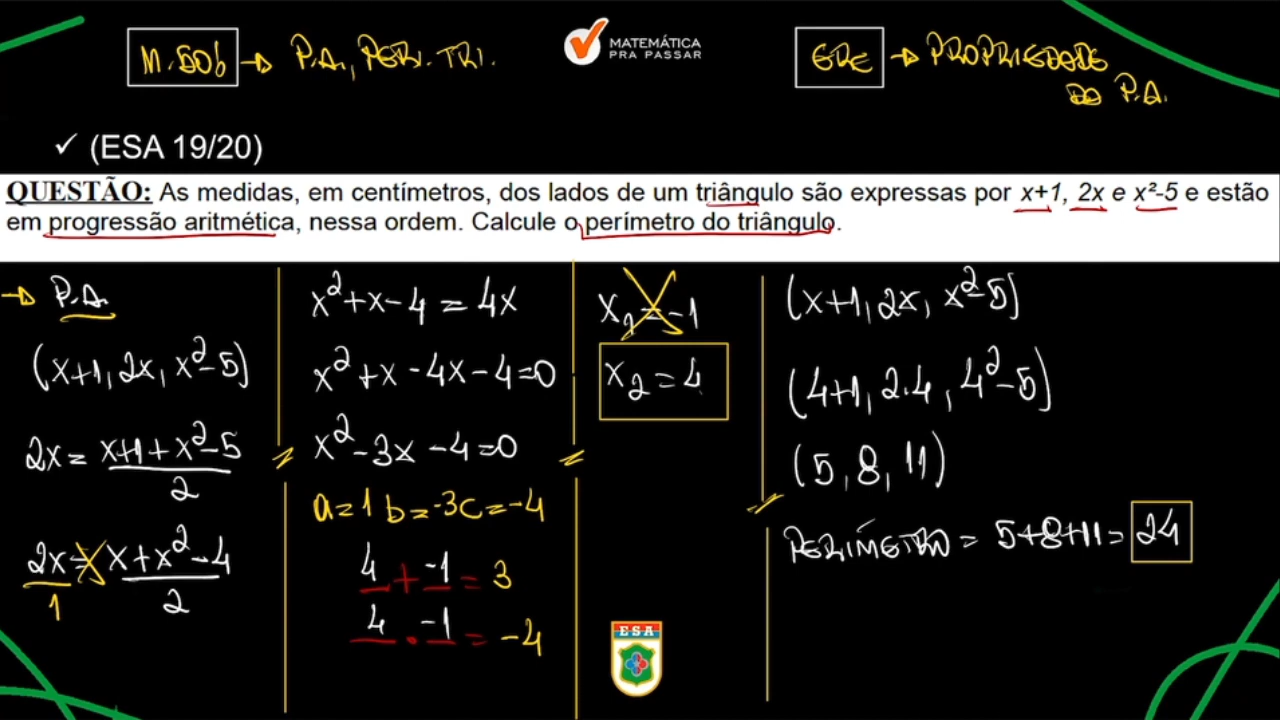 M.SOb → P.A., PERI. TRI.
MATEMÁTICA
PRA PASSAR
GRE → PROPRIEDADE
DO P.A.
✓ (ESA 19/20)
QUESTÃO: As medidas, em centímetros, dos lados de um triângulo são expressas por x+1, 2x e x²-5 e estão
em progressão aritmética, nessa ordem. Calcule o perímetro do triângulo.
→ P.A.
(x+1, 2x, x²-5)
2x = x+1+x²-5
2
2x = x+x²-4
1 2
x²+x-4=4x
x²+x-4x-4=0
x²-3x-4=0
a=1 b=-3 c=-4
4 + -1 = 3
4 . -1 = -4
x₁=-1
x₂=4
(x+1, 2x, x²-5)
(4+1, 2.4, 4²-5)
(5, 8, 11)
PERÍMETRO = 5+8+11= 24
ESA